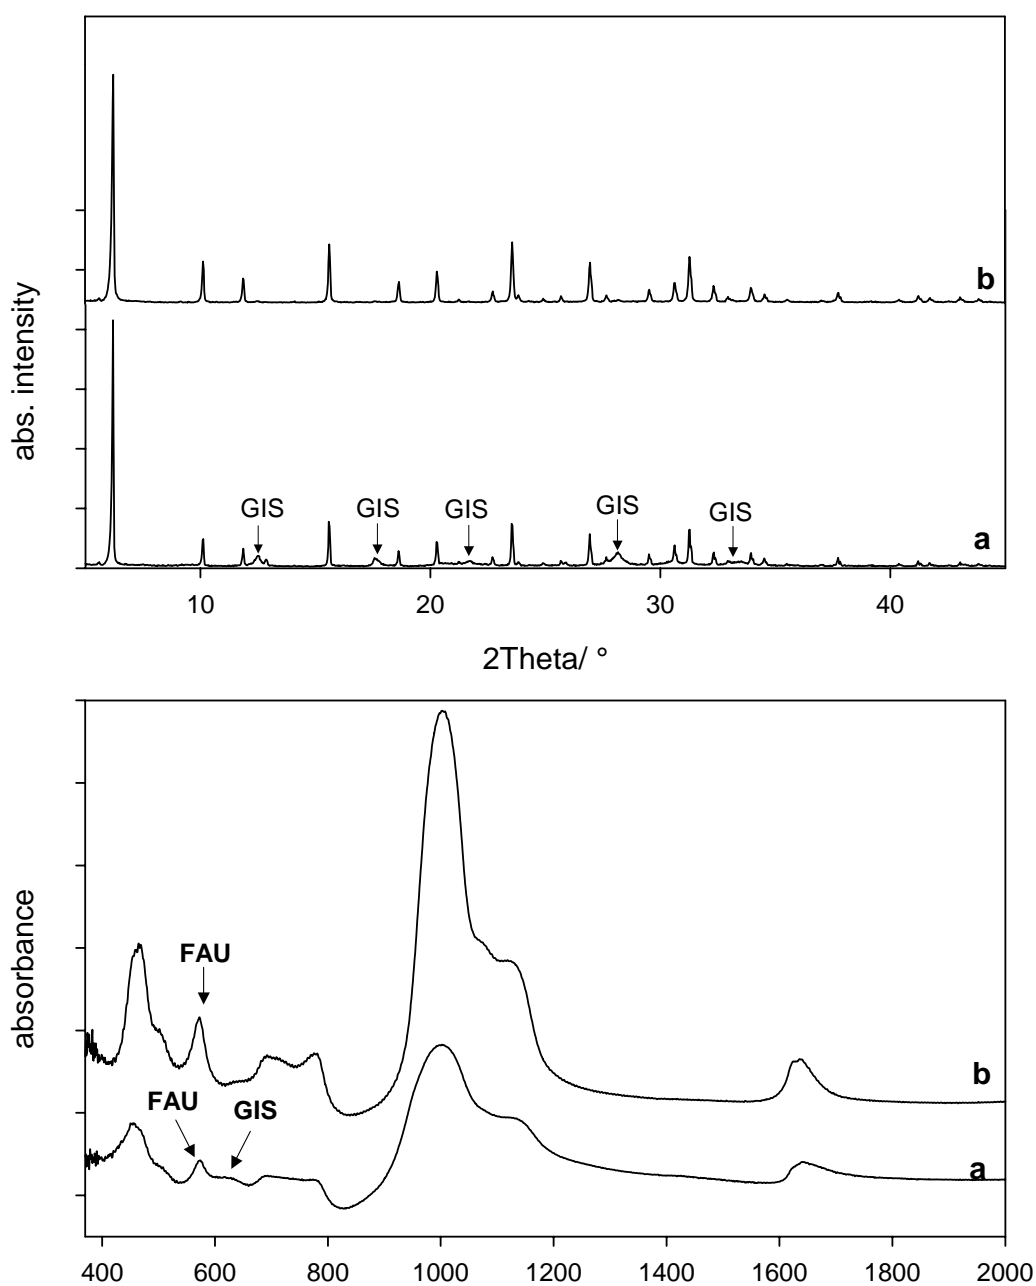 abs. intensity
b
GIS GIS GIS GIS GIS
a
10 20 30 40
2Theta/ °
absorbance
FAU
b
FAU GIS
a
400 600 800 1000 1200 1400 1600 1800 2000